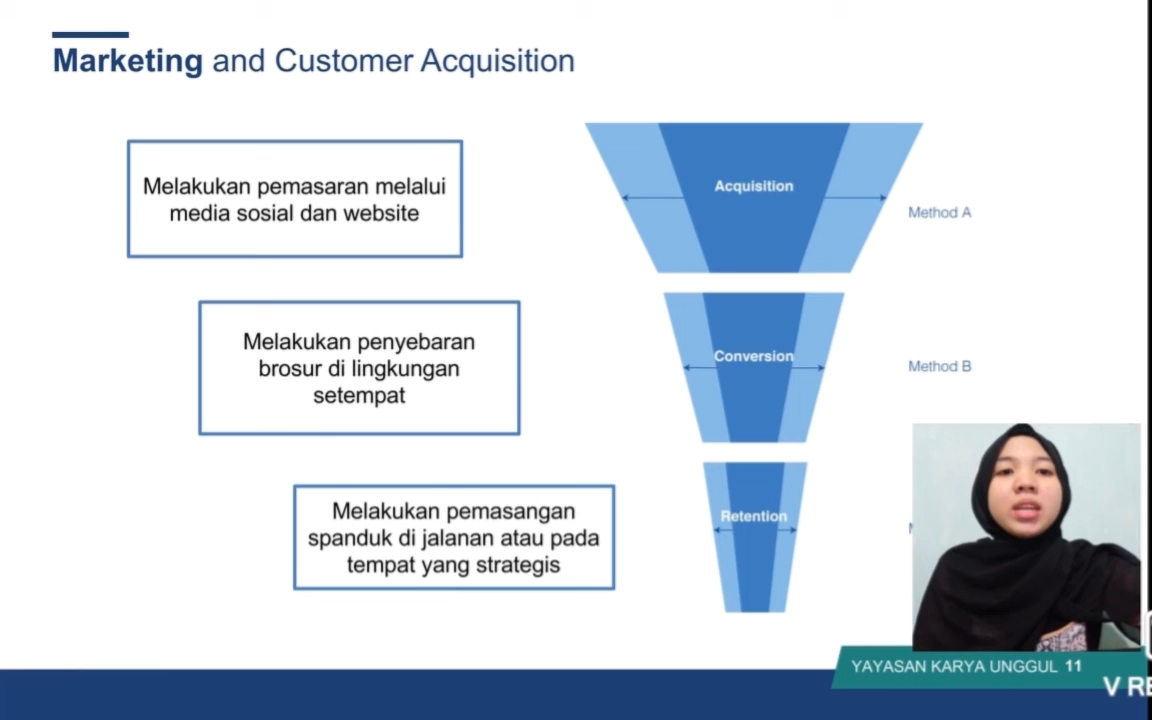 Marketing and Customer Acquisition
Melakukan pemasaran melalui
media sosial dan website
Acquisition
Method A
Melakukan penyebaran
brosur di lingkungan
setempat
Conversion
Method B
Melakukan pemasangan
spanduk di jalanan atau pada
tempat yang strategis
Retention
YAYASAN KARYA UNGGUL 11